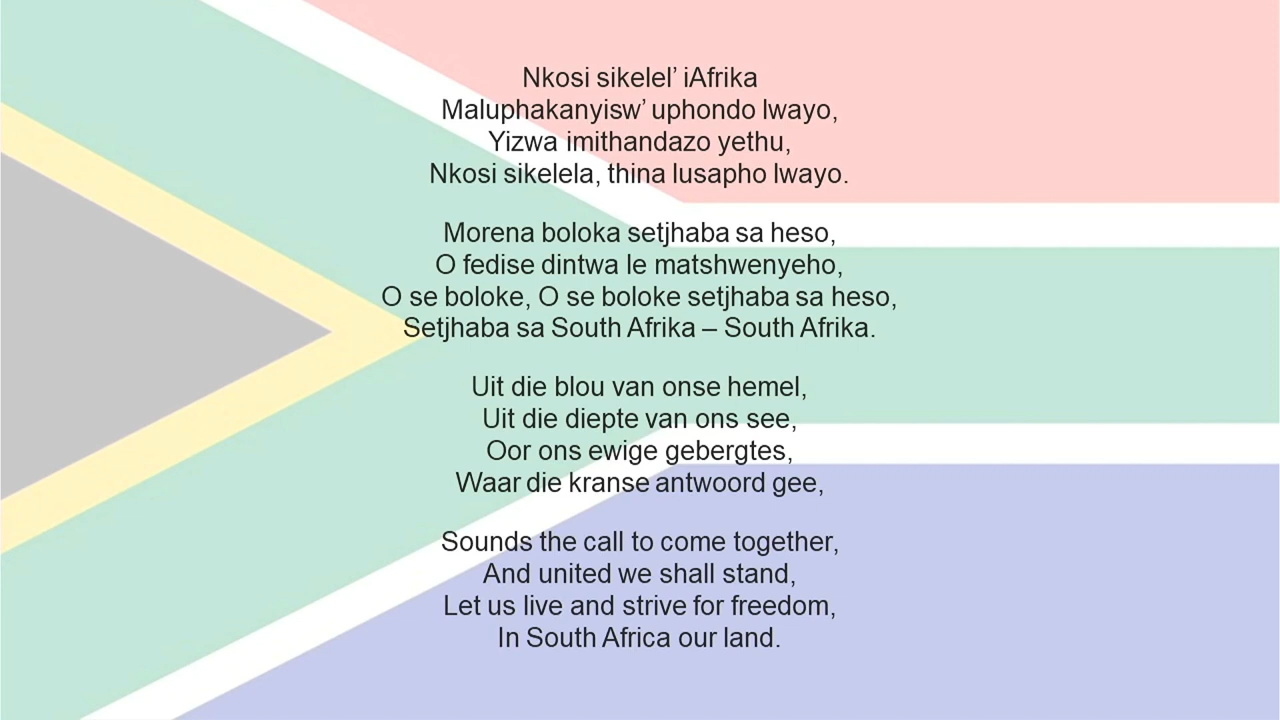 Nkosi sikelel’ iAfrika
Maluphakanyisw’ uphondo lwayo,
Yizwa imithandazo yethu,
Nkosi sikelela, thina lusapho lwayo.
Morena boloka setjhaba sa heso,
O fedise dintwa le matshwenyeho,
O se boloke, O se boloke setjhaba sa heso,
Setjhaba sa South Afrika – South Afrika.
Uit die blou van onse hemel,
Uit die diepte van ons see,
Oor ons ewige gebergtes,
Waar die kranse antwoord gee,
Sounds the call to come together,
And united we shall stand,
Let us live and strive for freedom,
In South Africa our land.